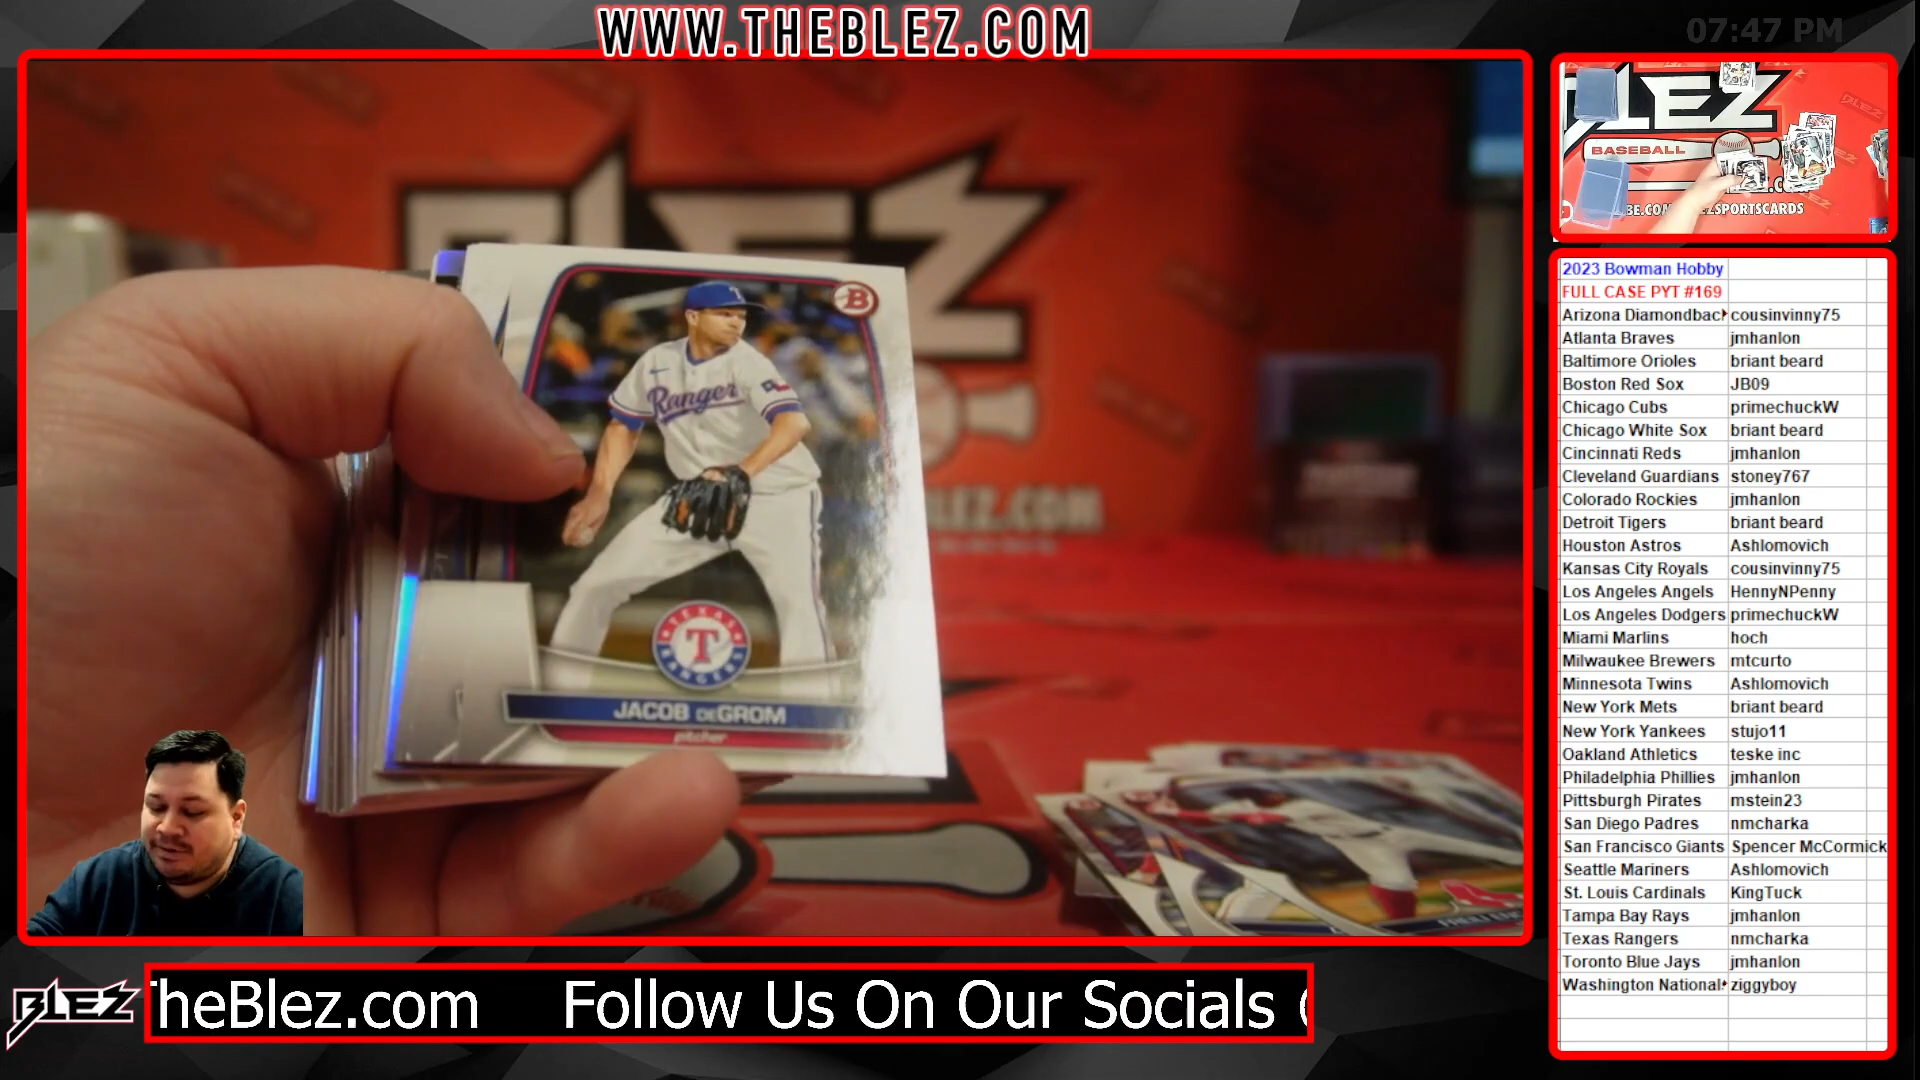 WWW.THEBLEZ.COM
07:47 PM
BLEZ
BASEBALL
BE.COM
EZSPORTSCARDS
B
Rangers
TEXAS
T
RANGERS
JACOB DEGROM
pitcher
LEZ.COM
2023 Bowman Hobby
FULL CASE PYT #169
Arizona Diamondbac cousinvinny75
Atlanta Braves jmhanlon
Baltimore Orioles briant beard
Boston Red Sox JB09
Chicago Cubs primechuckW
Chicago White Sox briant beard
Cincinnati Reds jmhanlon
Cleveland Guardians stoney767
Colorado Rockies jmhanlon
Detroit Tigers briant beard
Houston Astros Ashlomovich
Kansas City Royals cousinvinny75
Los Angeles Angels HennyNPenny
Los Angeles Dodgers primechuckW
Miami Marlins hoch
Milwaukee Brewers mtcurto
Minnesota Twins Ashlomovich
New York Mets briant beard
New York Yankees stujo11
Oakland Athletics teske inc
Philadelphia Phillies jmhanlon
Pittsburgh Pirates mstein23
San Diego Padres nmcharka
San Francisco Giants Spencer McCormick
Seattle Mariners Ashlomovich
St. Louis Cardinals KingTuck
Tampa Bay Rays jmhanlon
Texas Rangers nmcharka
Toronto Blue Jays jmhanlon
Washington National ziggyboy
BLEZ
heBlez.com Follow Us On Our Socials